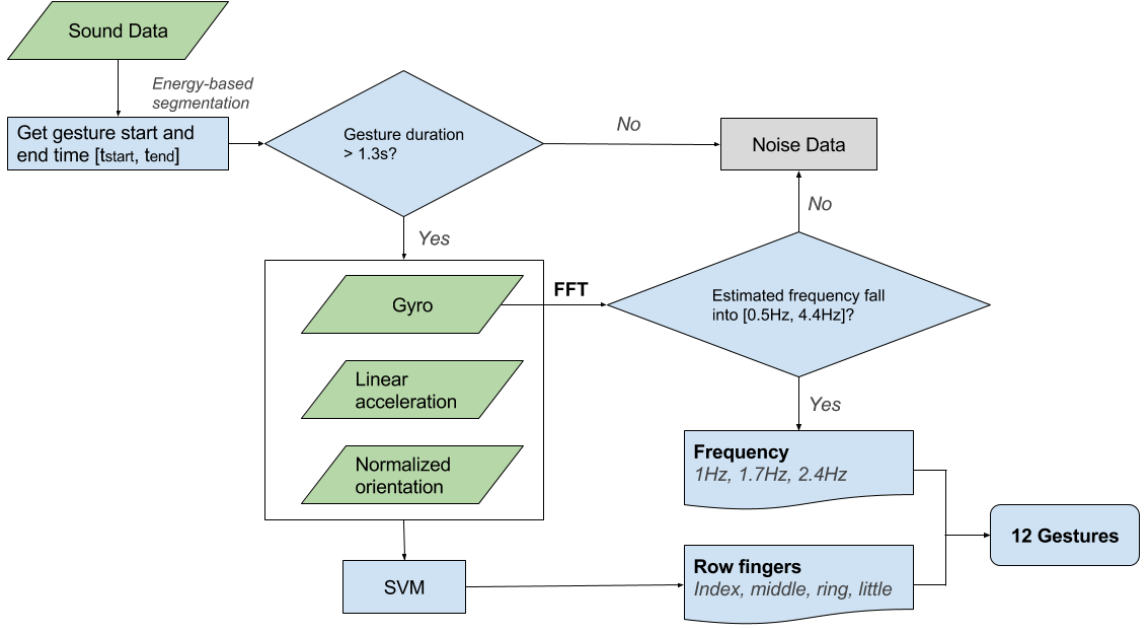 Sound Data
Energy-based
segmentation
Get gesture start and
end time [tstart, tend]
Gesture duration
> 1.3s?
No
Noise Data
Yes
No
Gyro
FFT
Estimated frequency fall
into [0.5Hz, 4.4Hz]?
Linear
acceleration
Yes
Normalized
orientation
Frequency
1Hz, 1.7Hz, 2.4Hz
12 Gestures
SVM
Row fingers
Index, middle, ring, little